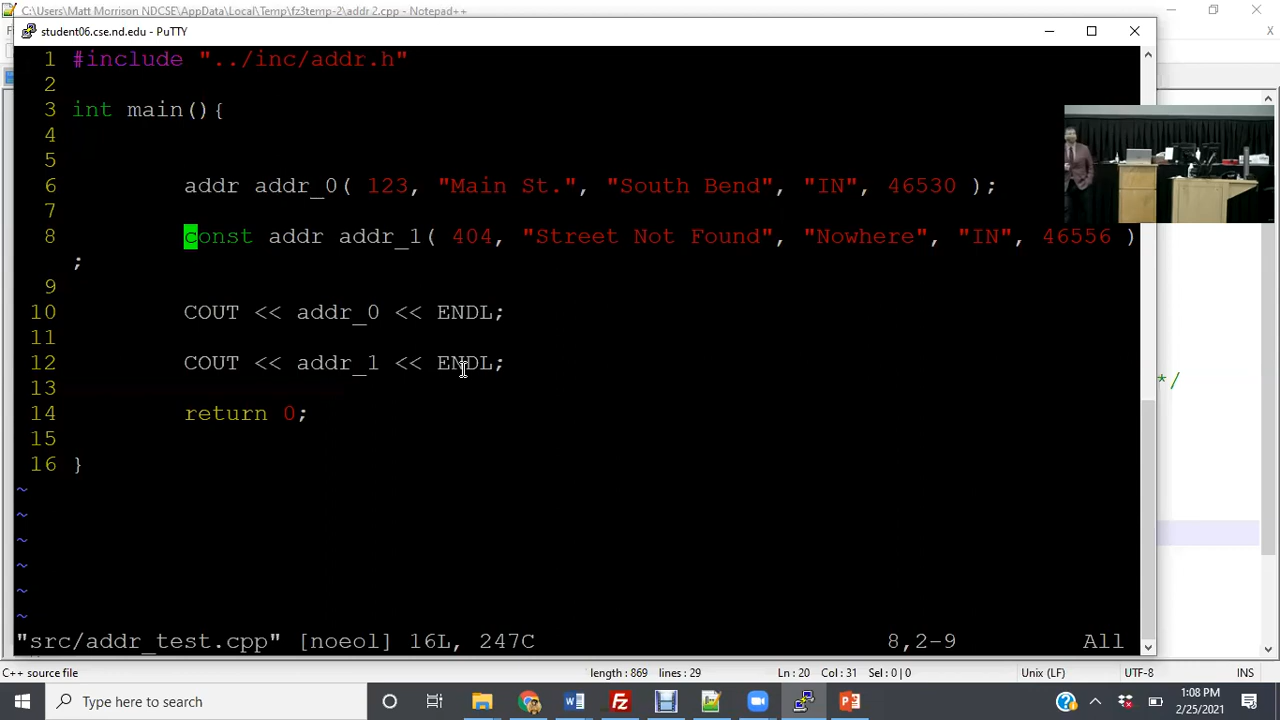 C:\Users\Matt Morrison NDCSE\AppData\Local\Temp\fz3temp-2\addr 2.cpp - Notepad++
student06.cse.nd.edu - PuTTY
1 #include "../inc/addr.h"
2
3 int main(){
4
5
6 addr addr_0( 123, "Main St.", "South Bend", "IN", 46530 );
7
8 const addr addr_1( 404, "Street Not Found", "Nowhere", "IN", 46556 )
;
9
10 COUT << addr_0 << ENDL;
11
12 COUT << addr_1 << ENDL;
13
14 return 0;
15
16 }
~
~
~
~
~
~
*/
"src/addr_test.cpp" [noeol] 16L, 247C 8,2-9 All
C++ source file length : 869 lines : 29 Ln : 20 Col : 31 Sel : 0 | 0 Unix (LF) UTF-8 INS
Type here to search
1:08 PM
2/25/2021